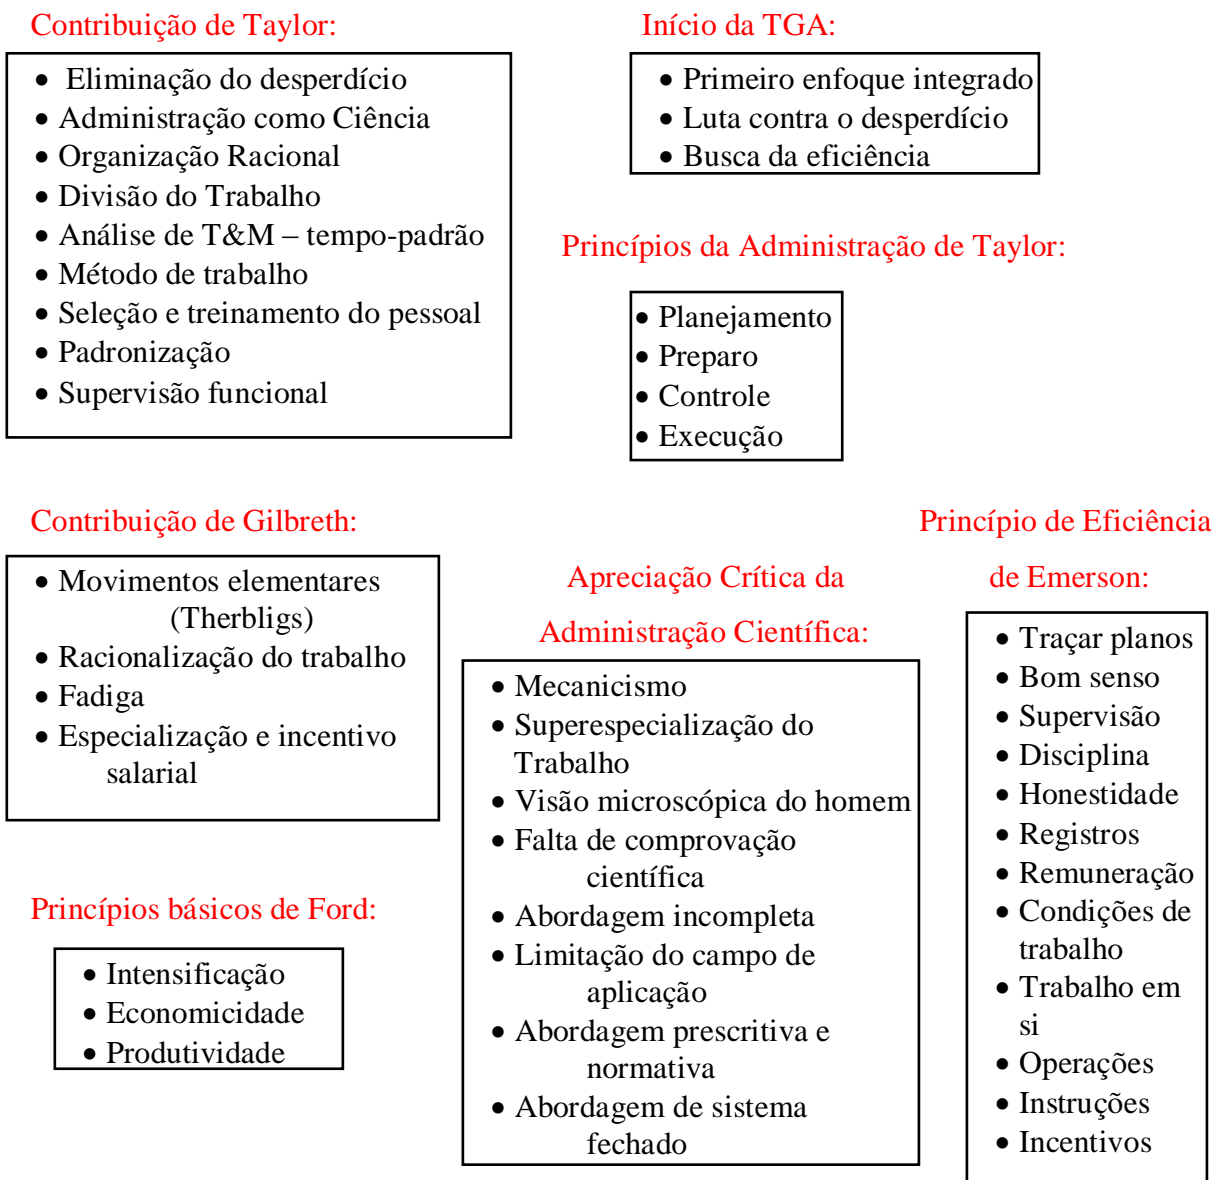 Contribuição de Taylor:
• Eliminação do desperdício
• Administração como Ciência
• Organização Racional
• Divisão do Trabalho
• Análise de T&M – tempo-padrão
• Método de trabalho
• Seleção e treinamento do pessoal
• Padronização
• Supervisão funcional
Início da TGA:
• Primeiro enfoque integrado
• Luta contra o desperdício
• Busca da eficiência
Princípios da Administração de Taylor:
• Planejamento
• Preparo
• Controle
• Execução
Contribuição de Gilbreth:
• Movimentos elementares
(Therbligs)
• Racionalização do trabalho
• Fadiga
• Especialização e incentivo
salarial
Princípios básicos de Ford:
• Intensificação
• Economicidade
• Produtividade
Apreciação Crítica da
Administração Científica:
• Mecanicismo
• Superespecialização do
Trabalho
• Visão microscópica do homem
• Falta de comprovação
científica
• Abordagem incompleta
• Limitação do campo de
aplicação
• Abordagem prescritiva e
normativa
• Abordagem de sistema
fechado
Princípio de Eficiência
de Emerson:
• Traçar planos
• Bom senso
• Supervisão
• Disciplina
• Honestidade
• Registros
• Remuneração
• Condições de
trabalho
• Trabalho em
si
• Operações
• Instruções
• Incentivos